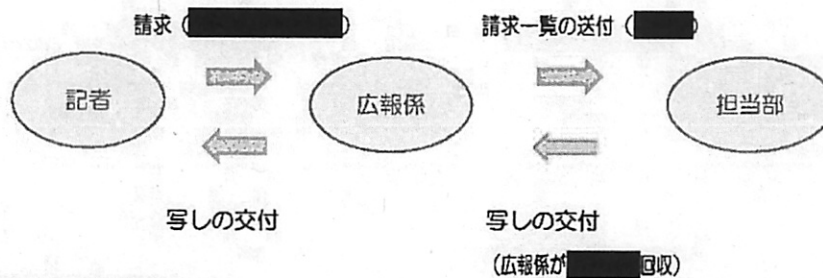 請求（　　）　請求一覧の送付（　　）
記者　広報係　担当部
写しの交付　写しの交付
（広報係が　　回収）